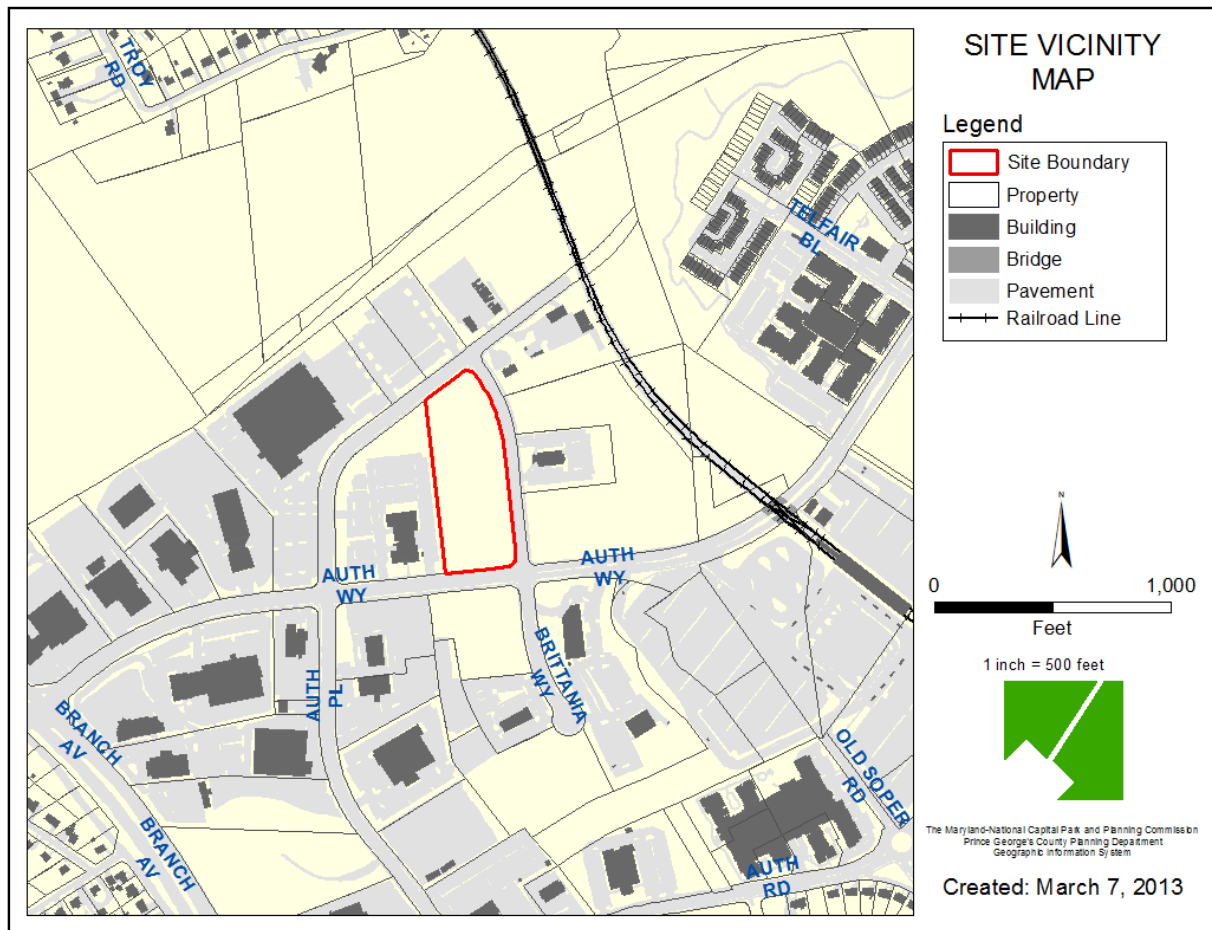 SITE VICINITY
MAP
Legend
Site Boundary
Property
Building
Bridge
Pavement
Railroad Line
TROY
RD
TELFAIR
BL
AUTH
WY
AUTH
WY
AUTH
PL
BRITTANIA
WY
BRANCH
AV
BRANCH
AV
OLD SOPER
RD
AUTH
RD
N
0 1,000
Feet
1 inch = 500 feet
The Maryland-National Capital Park and Planning Commission
Prince George's County Planning Department
Geographic Information System
Created: March 7, 2013